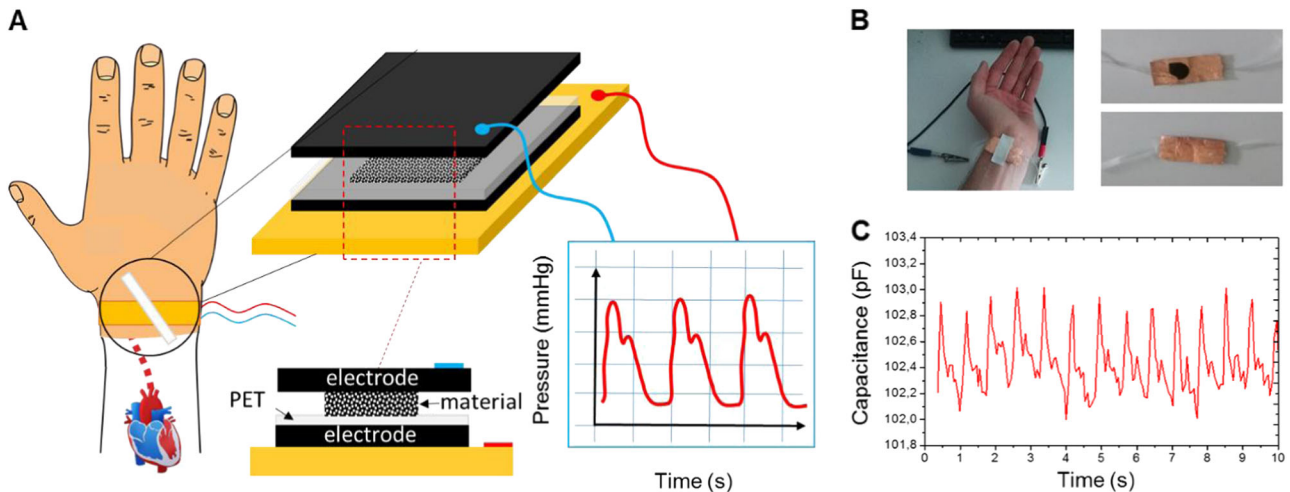 A
electrode
PET
material
electrode
Pressure (mmHg)
Time (s)
B
C
Capacitance (pF)
103,4
103,2
103,0
102,8
102,6
102,4
102,2
102,0
101,8
0 1 2 3 4 5 6 7 8 9 10
Time (s)